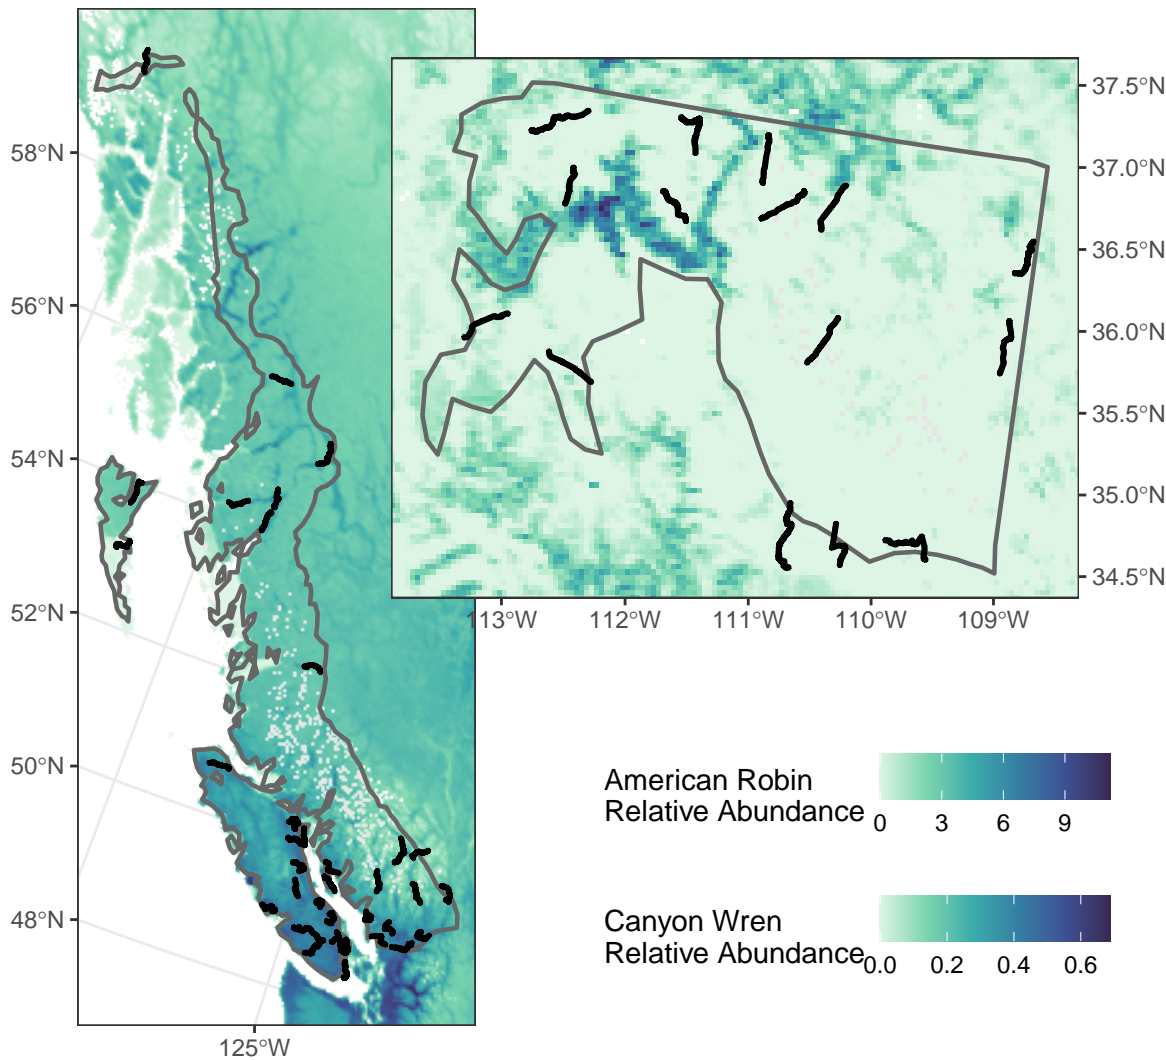 58°N
56°N
54°N
52°N
50°N
48°N
125°W
37.5°N
37.0°N
36.5°N
36.0°N
35.5°N
35.0°N
34.5°N
113°W 112°W 111°W 110°W 109°W
American Robin
Relative Abundance
0 3 6 9
Canyon Wren
Relative Abundance
0.0 0.2 0.4 0.6